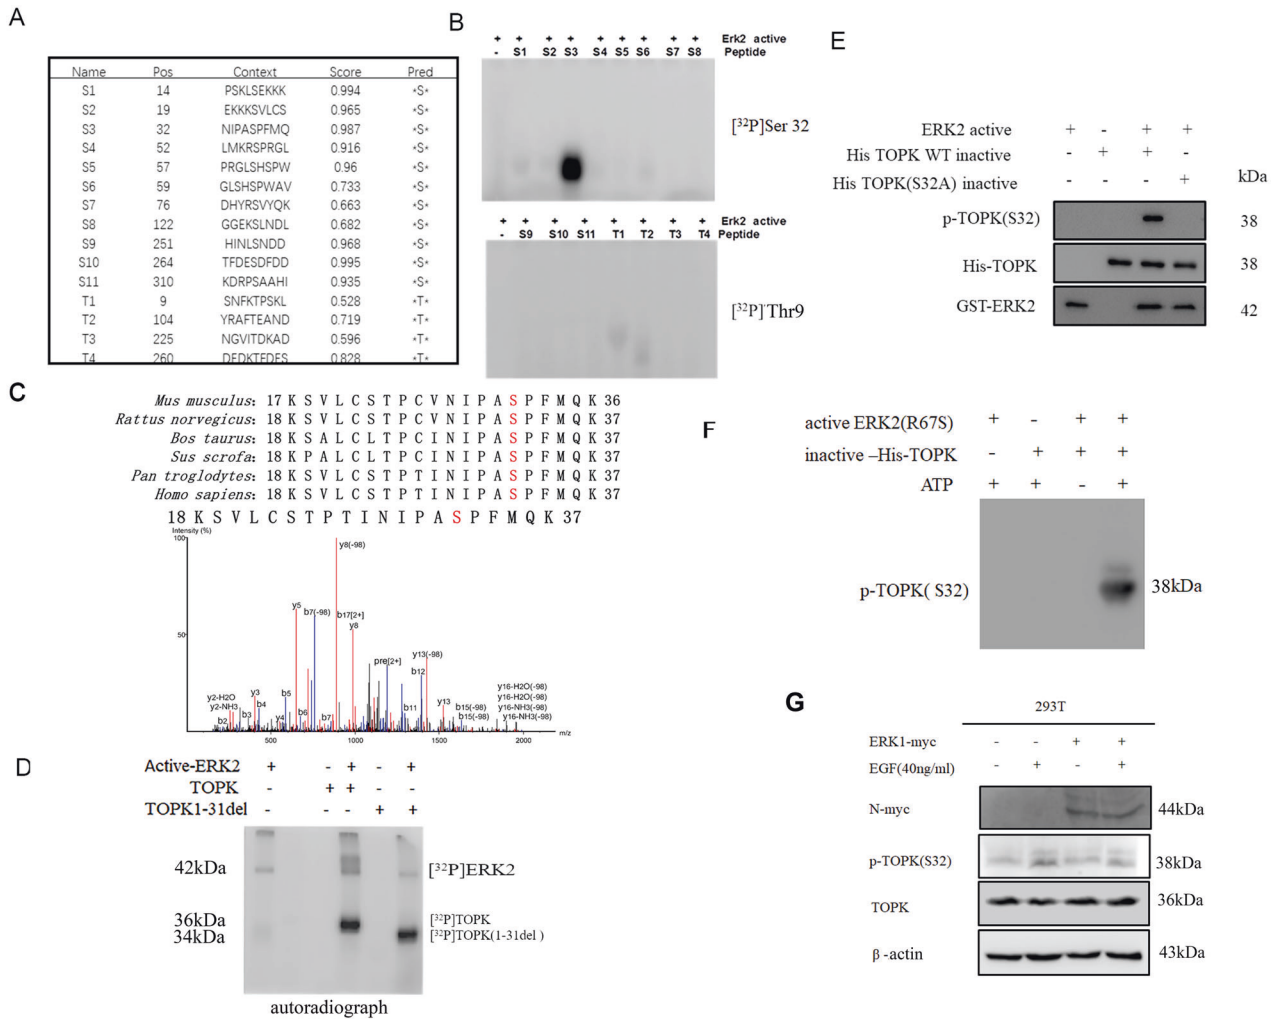 A
Name Pos Context Score Pred
S1 14 PSKLSEKKK 0.994 *S*
S2 19 EKKKSVLCS 0.965 *S*
S3 32 NIPASPFMQ 0.987 *S*
S4 52 LMKRSPRGL 0.916 *S*
S5 57 PRGLSHSPW 0.96 *S*
S6 59 GLSHSPWAV 0.733 *S*
S7 76 DHYRSVYQK 0.663 *S*
S8 122 GGEKSLNDL 0.682 *S*
S9 251 HINLSNDD 0.968 *S*
S10 264 TFDESDFDD 0.995 *S*
S11 310 KDRPSAAHI 0.935 *S*
T1 9 SNFKTPSKL 0.528 *T*
T2 104 YRAFTEAND 0.719 *T*
T3 225 NGVITDKAD 0.596 *T*
T4 260 DEDKTFDES 0.828 *T*
B
+ + + + + + + + + Erk2 active
- S1 S2 S3 S4 S5 S6 S7 S8 Peptide
[32P]Ser 32
+ + + + + + + + Erk2 active
- S9 S10 S11 T1 T2 T3 T4 Peptide
[32P]Thr9
C
Mus musculus: 17 K S V L C S T P C V N I P A S P F M Q K 36
Rattus norvegicus: 18 K S V L C S T P C V N I P A S P F M Q K 37
Bos taurus: 18 K S A L C L T P C I N I P A S P F M Q K 37
Sus scrofa: 18 K P A L C L T P C I N I P A S P F M Q K 37
Pan troglodytes: 18 K S V L C S T P T I N I P A S P F M Q K 37
Homo sapiens: 18 K S V L C S T P T I N I P A S P F M Q K 37
18 K S V L C S T P T I N I P A S P F M Q K 37
Intensity (%)
100
50
y8(-98)
y5
b7(-98)
b17[2+]
y8
pre[2+]
y13(-98)
b12
y2-H2O
y2-NH3
y3
b5
b2
b3
b4
y4
b6
b7
b11
y13
b15(-98)
b15(-98)
y16-H2O(-98)
y16-H2O(-98)
y16-NH3(-98)
y16-NH3(-98)
500 1000 1500 2000 m/z
D
Active-ERK2 + - + - +
TOPK - + + - -
TOPK1-31del - - - + +
42kDa [32P]ERK2
36kDa [32P]TOPK
34kDa [32P]TOPK(1-31del )
autoradiograph
E
ERK2 active + - + +
His TOPK WT inactive - + + -
His TOPK(S32A) inactive - - - +
kDa
p-TOPK(S32) 38
His-TOPK 38
GST-ERK2 42
F
active ERK2(R67S) + - + +
inactive –His-TOPK - + + +
ATP + + - +
p-TOPK( S32) 38kDa
G
293T
ERK1-myc - - + +
EGF(40ng/ml) - + - +
N-myc 44kDa
p-TOPK(S32) 38kDa
TOPK 36kDa
β-actin 43kDa